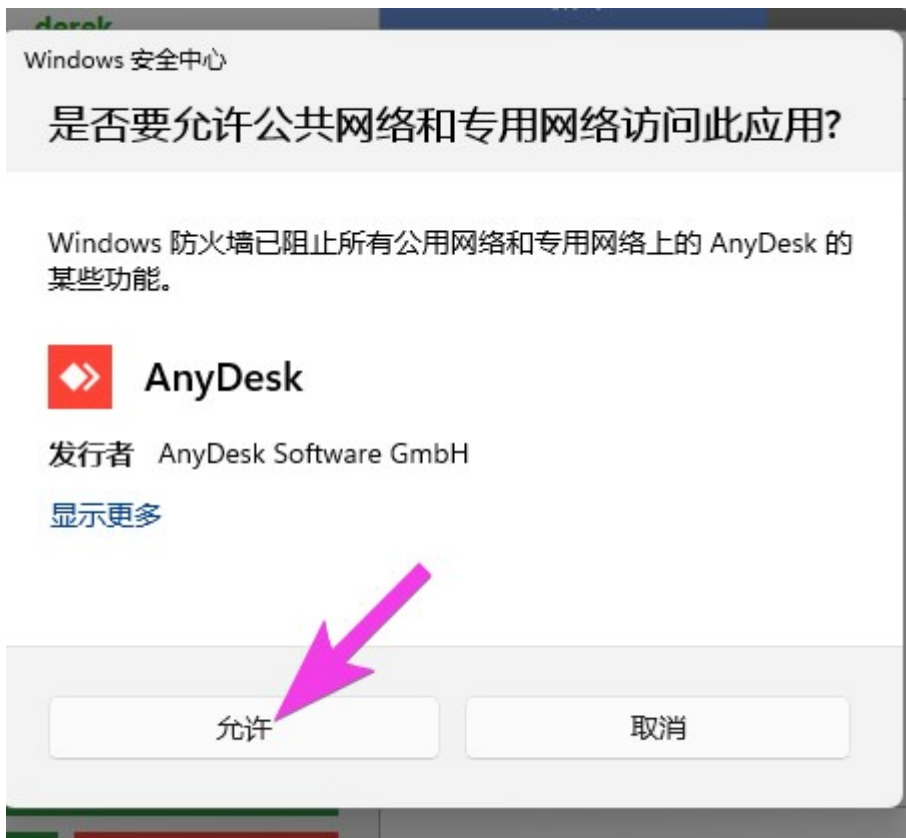 derek
Windows 安全中心
是否要允许公共网络和专用网络访问此应用?
Windows 防火墙已阻止所有公用网络和专用网络上的 AnyDesk 的
某些功能。
AnyDesk
发行者 AnyDesk Software GmbH
显示更多
允许
取消